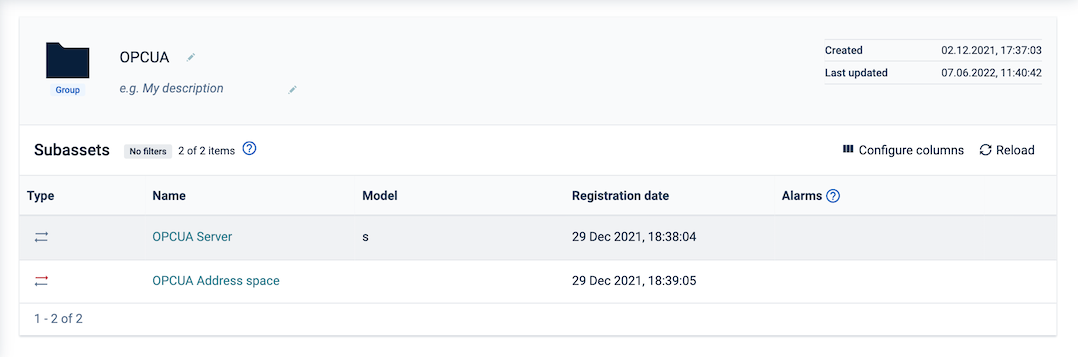 OPCUA
Created 02.12.2021, 17:37:03
Last updated 07.06.2022, 11:40:42
Group
e.g. My description
Subassets No filters 2 of 2 items ? Configure columns Reload
Type Name Model Registration date Alarms ?
OPCUA Server s 29 Dec 2021, 18:38:04
OPCUA Address space 29 Dec 2021, 18:39:05
1 - 2 of 2